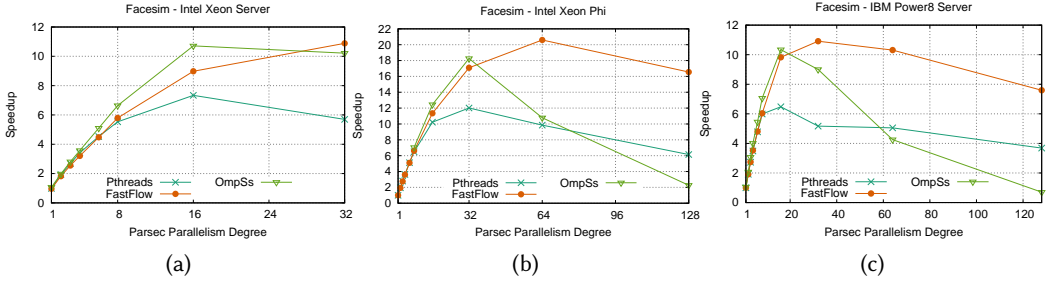 Facesim - Intel Xeon Server
12
10
8
6
4
2
0
Speedup
Pthreads
FastFlow
OmpSs
1 8 16 24 32
Parsec Parallelism Degree
(a)
Facesim - Intel Xeon Phi
22
20
18
16
14
12
10
8
6
4
2
0
Speedup
Pthreads
FastFlow
OmpSs
1 32 64 96 128
Parsec Parallelism Degree
(b)
Facesim - IBM Power8 Server
12
10
8
6
4
2
0
Speedup
Pthreads
FastFlow
OmpSs
1 20 40 60 80 100 120
Parsec Parallelism Degree
(c)